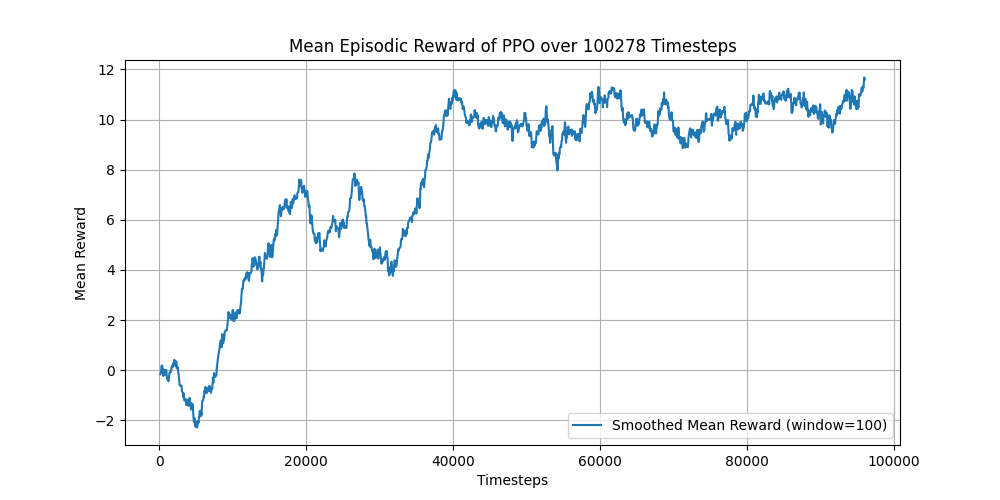 Mean Episodic Reward of PPO over 100278 Timesteps
Mean Reward
12
10
8
6
4
2
0
−2
Smoothed Mean Reward (window=100)
0 20000 40000 60000 80000 100000
Timesteps